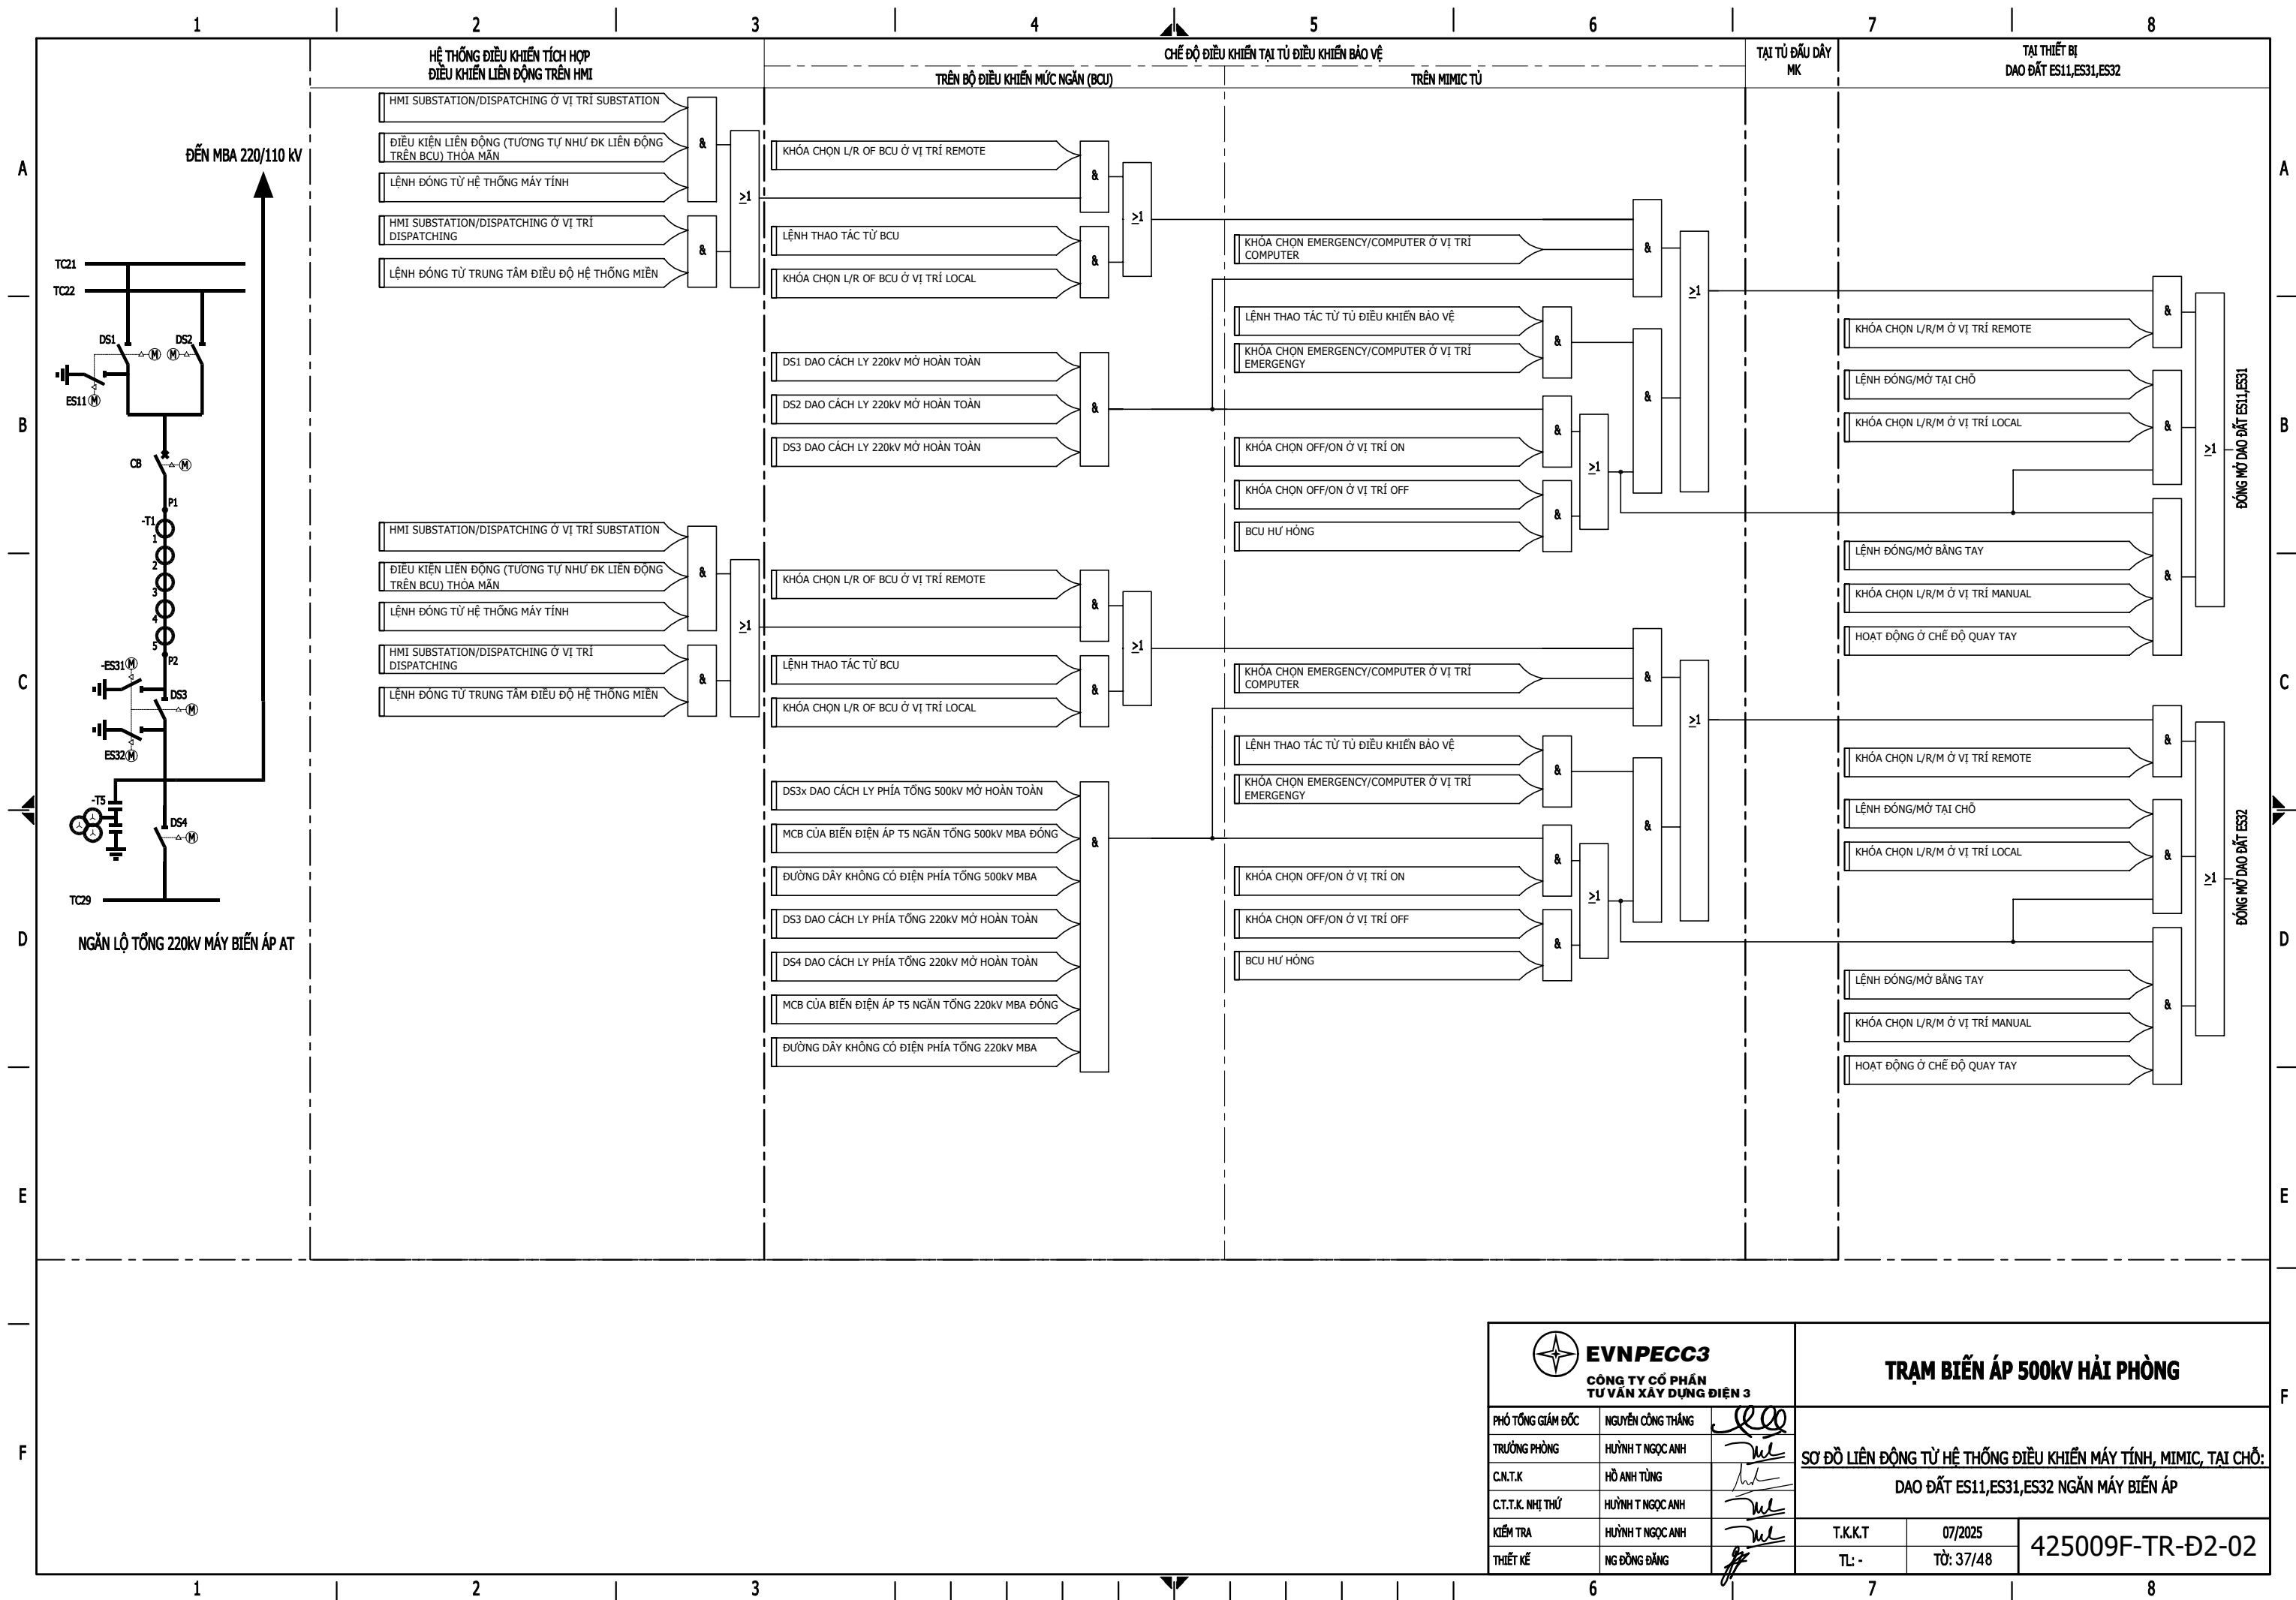 1 2 3 4 5 6 7 8
HỆ THỐNG ĐIỀU KHIỂN TÍCH HỢP
ĐIỀU KHIỂN LIÊN ĐỘNG TRÊN HMI
CHẾ ĐỘ ĐIỀU KHIỂN TẠI TỦ ĐIỀU KHIỂN BẢO VỆ
TRÊN BỘ ĐIỀU KHIỂN MỨC NGĂN (BCU)
TRÊN MIMIC TỦ
TẠI TỦ ĐẤU DÂY
MK
TẠI THIẾT BỊ
DAO ĐẤT ES11,ES31,ES32
A
B
C
D
E
F
ĐẾN MBA 220/110 kV
TC21
TC22
DS1
M
M
DS2
ES11
M
CB
M
P1
-T1
1
2
3
4
5
P2
-ES31
M
DS3
M
ES32
M
-T5
DS4
M
TC29
NGĂN LỘ TỔNG 220kV MÁY BIẾN ÁP AT
HMI SUBSTATION/DISPATCHING Ở VỊ TRÍ SUBSTATION
ĐIỀU KIỆN LIÊN ĐỘNG (TƯƠNG TỰ NHƯ ĐK LIÊN ĐỘNG
TRÊN BCU) THỎA MÃN
LỆNH ĐÓNG TỪ HỆ THỐNG MÁY TÍNH
&
HMI SUBSTATION/DISPATCHING Ở VỊ TRÍ
DISPATCHING
LỆNH ĐÓNG TỪ TRUNG TÂM ĐIỀU ĐỘ HỆ THỐNG MIỀN
&
>1
KHÓA CHỌN L/R OF BCU Ở VỊ TRÍ REMOTE
&
LỆNH THAO TÁC TỪ BCU
KHÓA CHỌN L/R OF BCU Ở VỊ TRÍ LOCAL
&
>1
DS1 DAO CÁCH LY 220kV MỞ HOÀN TOÀN
DS2 DAO CÁCH LY 220kV MỞ HOÀN TOÀN
DS3 DAO CÁCH LY 220kV MỞ HOÀN TOÀN
&
KHÓA CHỌN EMERGENCY/COMPUTER Ở VỊ TRÍ
COMPUTER
&
LỆNH THAO TÁC TỪ TỦ ĐIỀU KHIỂN BẢO VỆ
KHÓA CHỌN EMERGENCY/COMPUTER Ở VỊ TRÍ
EMERGENGY
&
KHÓA CHỌN OFF/ON Ở VỊ TRÍ ON
&
KHÓA CHỌN OFF/ON Ở VỊ TRÍ OFF
BCU HƯ HỎNG
&
>1
&
>1
KHÓA CHỌN L/R/M Ở VỊ TRÍ REMOTE
&
LỆNH ĐÓNG/MỞ TẠI CHỖ
KHÓA CHỌN L/R/M Ở VỊ TRÍ LOCAL
&
LỆNH ĐÓNG/MỞ BẰNG TAY
KHÓA CHỌN L/R/M Ở VỊ TRÍ MANUAL
HOẠT ĐỘNG Ở CHẾ ĐỘ QUAY TAY
&
>1
ĐÓNG MỞ DAO ĐẤT ES11,ES31
HMI SUBSTATION/DISPATCHING Ở VỊ TRÍ SUBSTATION
ĐIỀU KIỆN LIÊN ĐỘNG (TƯƠNG TỰ NHƯ ĐK LIÊN ĐỘNG
TRÊN BCU) THỎA MÃN
LỆNH ĐÓNG TỪ HỆ THỐNG MÁY TÍNH
&
HMI SUBSTATION/DISPATCHING Ở VỊ TRÍ
DISPATCHING
LỆNH ĐÓNG TỪ TRUNG TÂM ĐIỀU ĐỘ HỆ THỐNG MIỀN
&
>1
KHÓA CHỌN L/R OF BCU Ở VỊ TRÍ REMOTE
&
LỆNH THAO TÁC TỪ BCU
KHÓA CHỌN L/R OF BCU Ở VỊ TRÍ LOCAL
&
>1
DS3x DAO CÁCH LY PHÍA TỔNG 500kV MỞ HOÀN TOÀN
MCB CỦA BIẾN ĐIỆN ÁP T5 NGĂN TỔNG 500kV MBA ĐÓNG
ĐƯỜNG DÂY KHÔNG CÓ ĐIỆN PHÍA TỔNG 500kV MBA
DS3 DAO CÁCH LY PHÍA TỔNG 220kV MỞ HOÀN TOÀN
DS4 DAO CÁCH LY PHÍA TỔNG 220kV MỞ HOÀN TOÀN
MCB CỦA BIẾN ĐIỆN ÁP T5 NGĂN TỔNG 220kV MBA ĐÓNG
ĐƯỜNG DÂY KHÔNG CÓ ĐIỆN PHÍA TỔNG 220kV MBA
&
KHÓA CHỌN EMERGENCY/COMPUTER Ở VỊ TRÍ
COMPUTER
&
LỆNH THAO TÁC TỪ TỦ ĐIỀU KHIỂN BẢO VỆ
KHÓA CHỌN EMERGENCY/COMPUTER Ở VỊ TRÍ
EMERGENGY
&
KHÓA CHỌN OFF/ON Ở VỊ TRÍ ON
&
KHÓA CHỌN OFF/ON Ở VỊ TRÍ OFF
BCU HƯ HỎNG
&
>1
&
>1
KHÓA CHỌN L/R/M Ở VỊ TRÍ REMOTE
&
LỆNH ĐÓNG/MỞ TẠI CHỖ
KHÓA CHỌN L/R/M Ở VỊ TRÍ LOCAL
&
LỆNH ĐÓNG/MỞ BẰNG TAY
KHÓA CHỌN L/R/M Ở VỊ TRÍ MANUAL
HOẠT ĐỘNG Ở CHẾ ĐỘ QUAY TAY
&
>1
ĐÓNG MỞ DAO ĐẤT ES32
A
B
C
D
E
F
EVNPECC3
CÔNG TY CỔ PHẦN
TƯ VẤN XÂY DỰNG ĐIỆN 3
TRẠM BIẾN ÁP 500kV HẢI PHÒNG
PHÓ TỔNG GIÁM ĐỐC NGUYỄN CÔNG THẮNG
TRƯỞNG PHÒNG HUỲNH T NGỌC ANH
C.N.T.K HỒ ANH TÙNG
C.T.T.K. NHỊ THỨ HUỲNH T NGỌC ANH
KIỂM TRA HUỲNH T NGỌC ANH
THIẾT KẾ NG ĐỒNG ĐĂNG
SƠ ĐỒ LIÊN ĐỘNG TỪ HỆ THỐNG ĐIỀU KHIỂN MÁY TÍNH, MIMIC, TẠI CHỖ:
DAO ĐẤT ES11,ES31,ES32 NGĂN MÁY BIẾN ÁP
T.K.K.T 07/2025
TL: - TỜ: 37/48
425009F-TR-Đ2-02
1 2 3 6 7 8